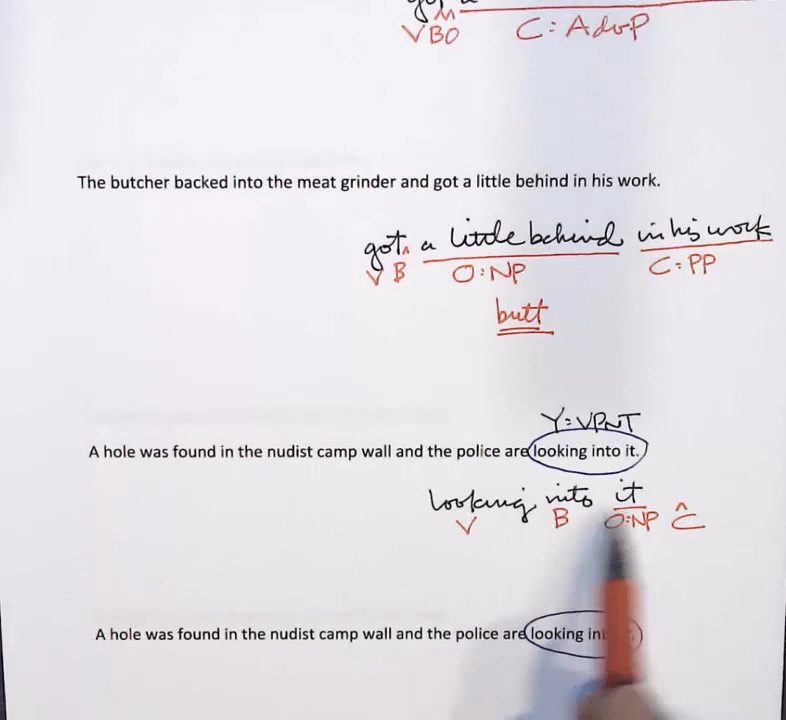 got
VBO C: AdvP
The butcher backed into the meat grinder and got a little behind in his work.
got ^ a little behind in his work
V B O:NP C:PP
butt
Y=VPNT
A hole was found in the nudist camp wall and the police are looking into it.
looking into it
V B O:NP Ĉ
A hole was found in the nudist camp wall and the police are looking